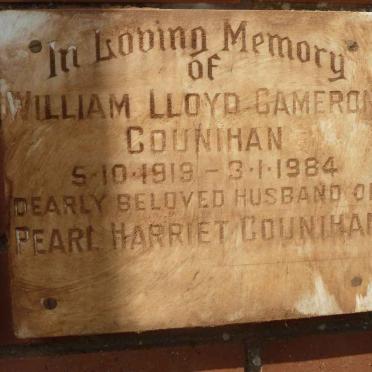 In Loving Memory
of
WILLIAM LLOYD CAMERON
COUNIHAN
5·10·1919 – 3·1·1984
DEARLY BELOVED HUSBAND OF
PEARL HARRIET COUNIHAN